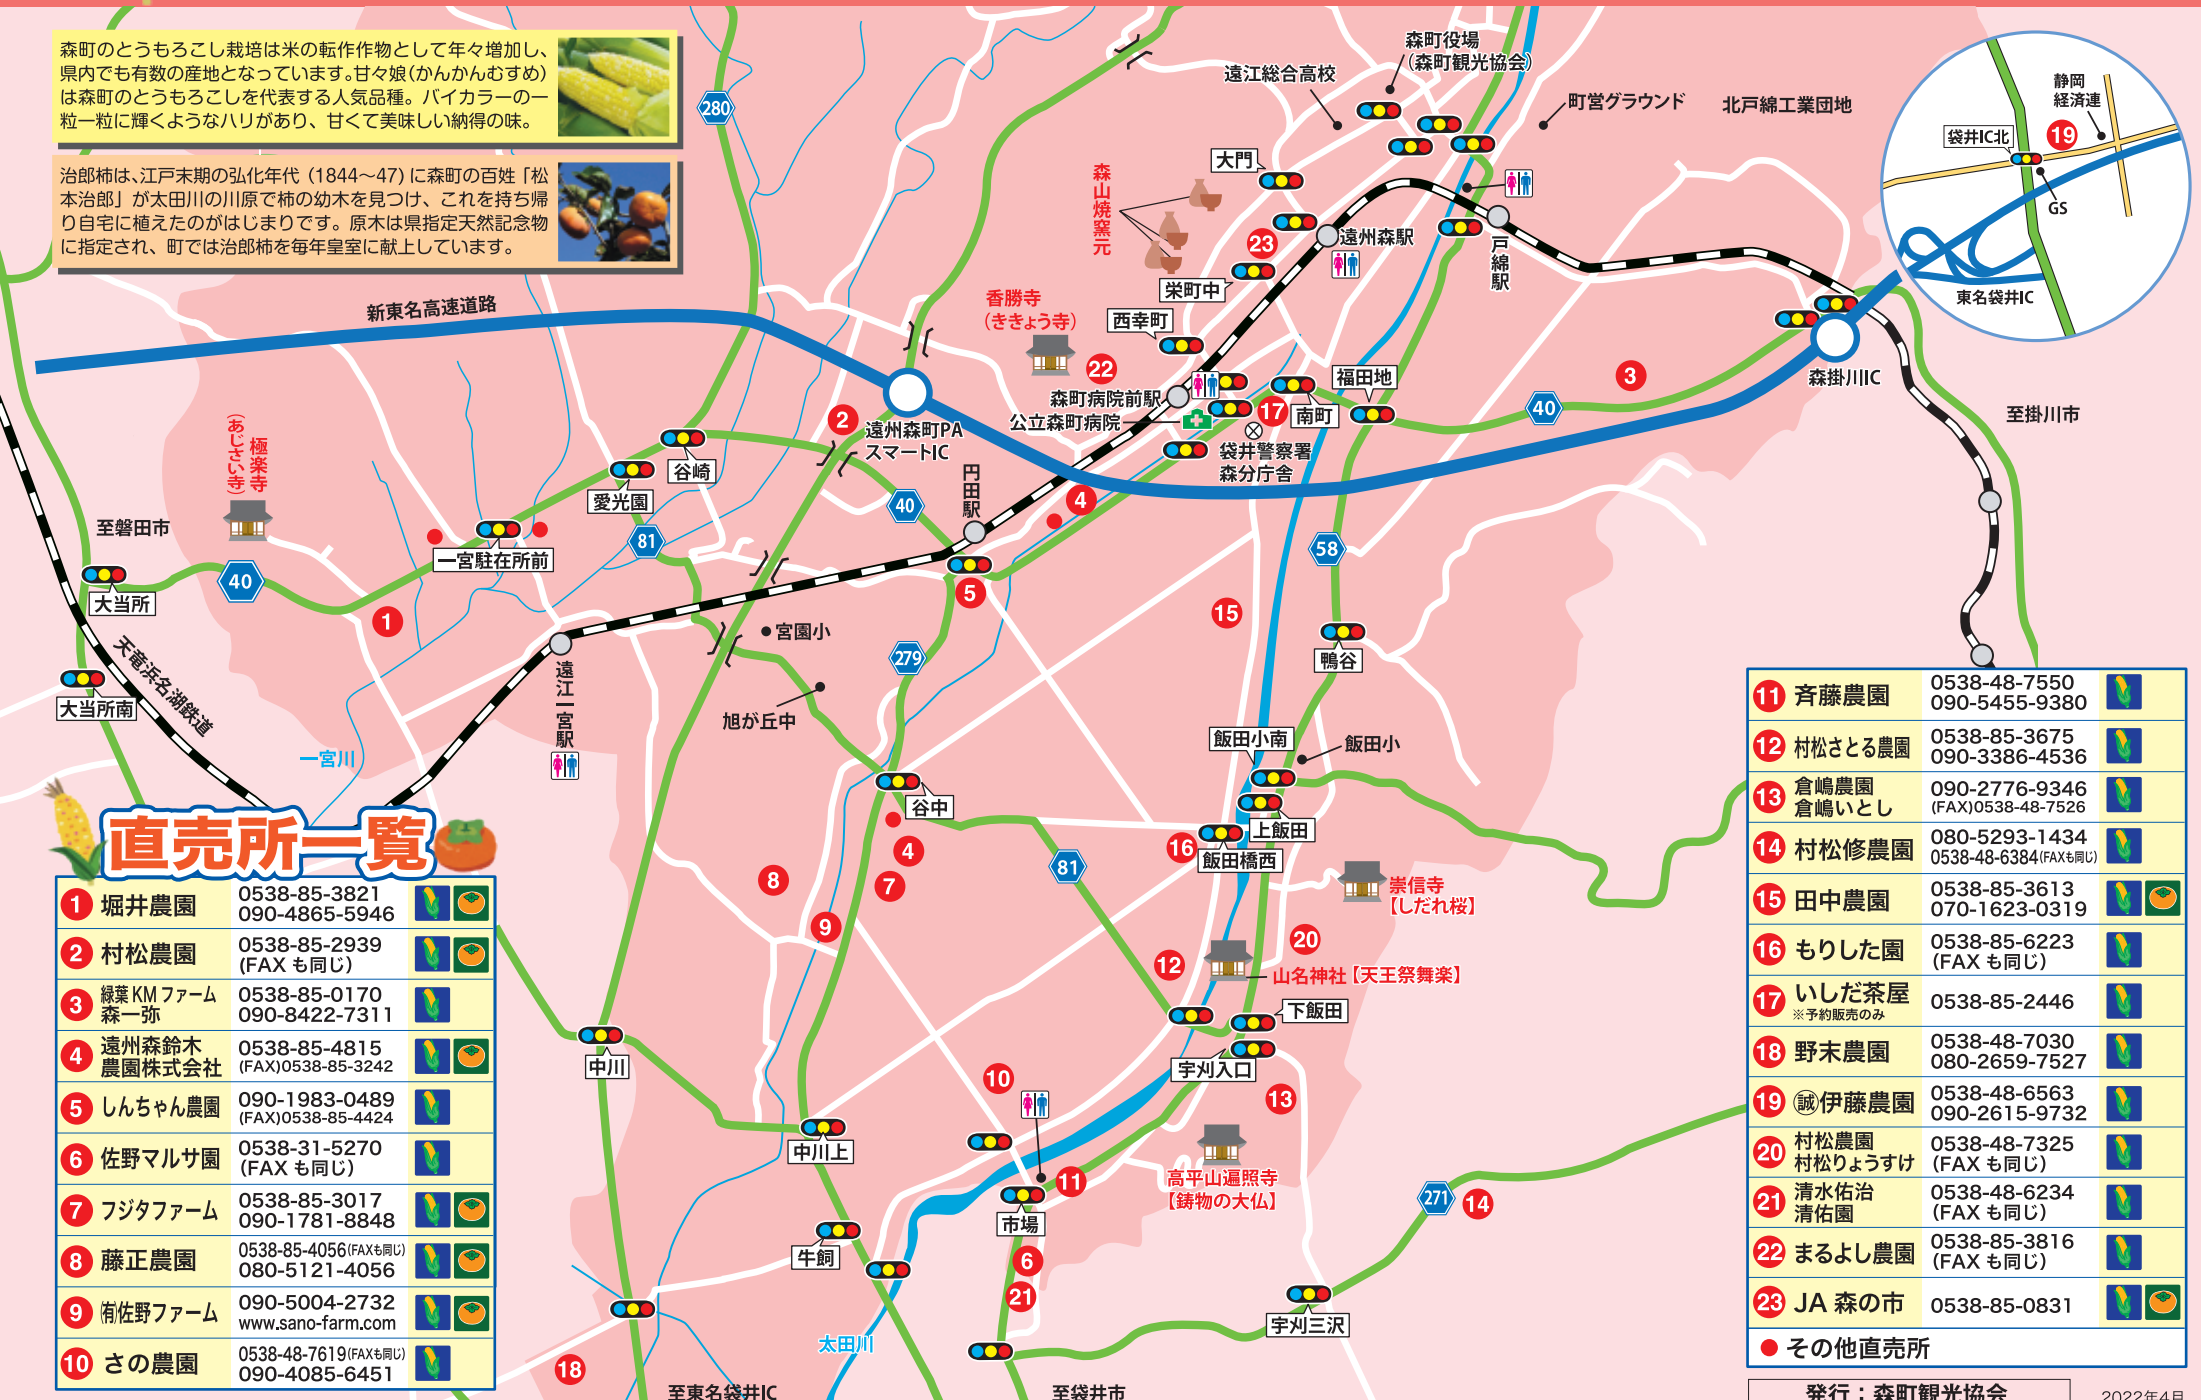 森町のとうもろこし栽培は米の転作作物として年々増加し、
県内でも有数の産地となっています。甘々娘(かんかんむすめ)
は森町のとうもろこしを代表する人気品種。バイカラーの一
粒一粒に輝くようなハリがあり、甘くて美味しい納得の味。
治郎柿は、江戸末期の弘化年代（1844～47）に森町の百姓「松
本治郎」が太田川の川原で柿の幼木を見つけ、これを持ち帰
り自宅に植えたのがはじまりです。原木は県指定天然記念物
に指定され、町では治郎柿を毎年皇室に献上しています。
280
森町役場
（森町観光協会）
遠江総合高校
町営グラウンド
北戸綿工業団地
静岡
経済連
袋井IC北
19
GS
東名袋井IC
大門
森山焼窯元
23
遠州森駅
戸綿駅
栄町中
新東名高速道路
香勝寺
（ききょう寺）
西幸町
22
森町病院前駅
公立森町病院
17
南町
福田地
40
3
森掛川IC
至掛川市
袋井警察署
森分庁舎
2
遠州森町PA
スマートIC
極楽寺
（あじさい寺）
谷崎
愛光園
円田駅
40
4
至磐田市
一宮駐在所前
81
58
大当所
40
1
5
15
宮園小
鴨谷
279
天竜浜名湖鉄道
大当所南
遠江一宮駅
旭が丘中
一宮川
飯田小南
飯田小
谷中
上飯田
16
飯田橋西
4
81
8
7
崇信寺
【しだれ桜】
9
20
12
山名神社【天王祭舞楽】
下飯田
中川
宇刈入口
10
13
中川上
高平山遍照寺
【鋳物の大仏】
11
271
14
市場
牛飼
6
21
宇刈三沢
太田川
18
至東名袋井IC
至袋井市
直売所一覧
1 堀井農園 0538-85-3821
090-4865-5946
2 村松農園 0538-85-2939
(FAX も同じ)
3 緑葉KMファーム 0538-85-0170
森一弥 090-8422-7311
4 遠州森鈴木 0538-85-4815
農園株式会社 (FAX)0538-85-3242
5 しんちゃん農園 090-1983-0489
(FAX)0538-85-4424
6 佐野マルサ園 0538-31-5270
(FAX も同じ)
7 フジタファーム 0538-85-3017
090-1781-8848
8 藤正農園 0538-85-4056(FAXも同じ)
080-5121-4056
9 ㈲佐野ファーム 090-5004-2732
www.sano-farm.com
10 さの農園 0538-48-7619(FAXも同じ)
090-4085-6451
11 斉藤農園 0538-48-7550
090-5455-9380
12 村松さとる農園 0538-85-3675
090-3386-4536
13 倉嶋農園 090-2776-9346
倉嶋いとし (FAX)0538-48-7526
14 村松修農園 080-5293-1434
0538-48-6384(FAXも同じ)
15 田中農園 0538-85-3613
070-1623-0319
16 もりした園 0538-85-6223
(FAX も同じ)
17 いしだ茶屋 0538-85-2446
※予約販売のみ
18 野末農園 0538-48-7030
080-2659-7527
19 誠伊藤農園 0538-48-6563
090-2615-9732
20 村松農園 0538-48-7325
村松りょうすけ (FAX も同じ)
21 清水佑治 0538-48-6234
清佑園 (FAX も同じ)
22 まるよし農園 0538-85-3816
(FAX も同じ)
23 JA 森の市 0538-85-0831
その他直売所
発行：森町観光協会
2022年4月